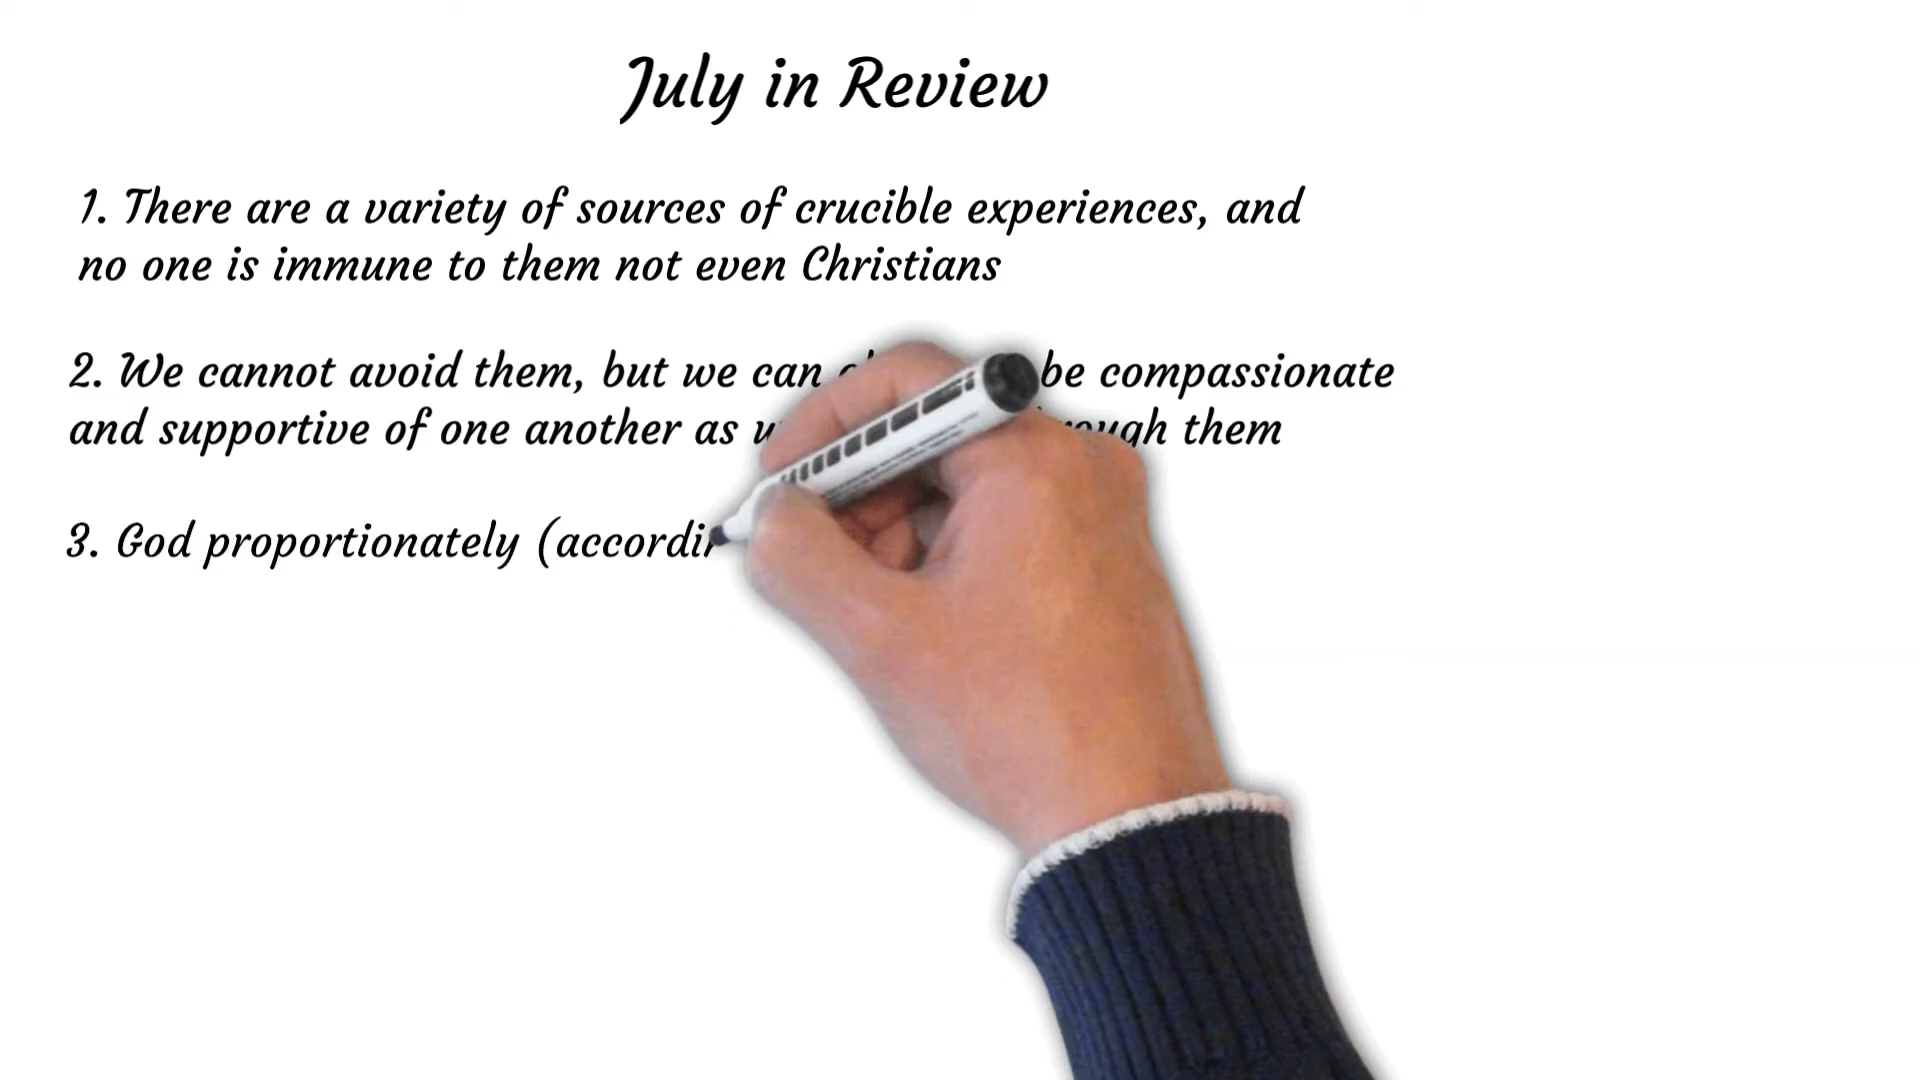 July in Review
1. There are a variety of sources of crucible experiences, and
no one is immune to them not even Christians
2. We cannot avoid them, but we can be compassionate
and supportive of one another as through them
3. God proportionately (accordin